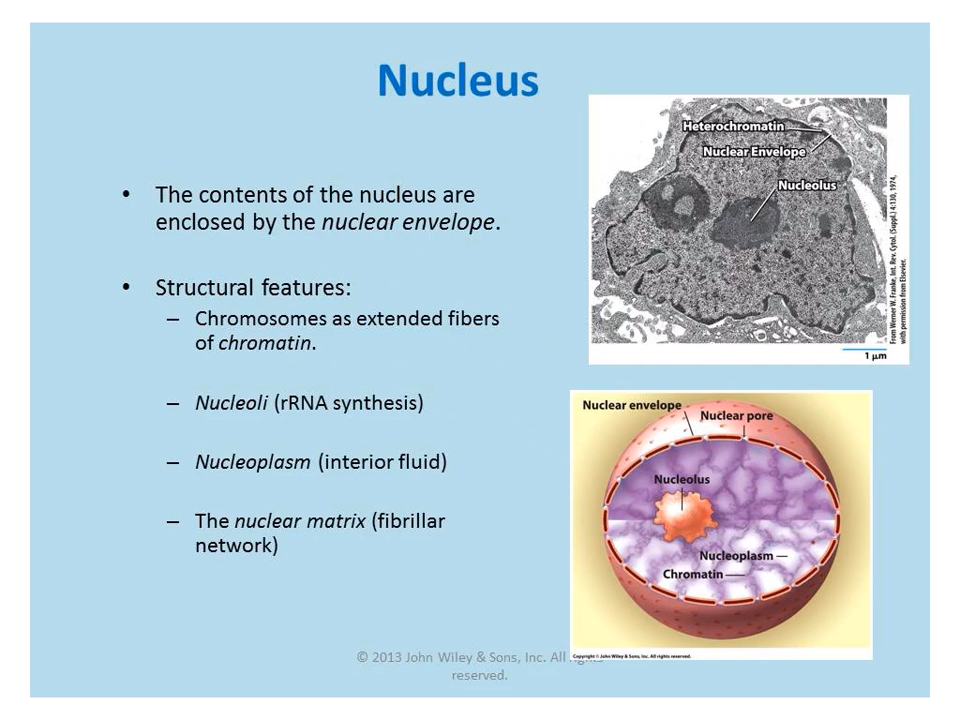 Nucleus
• The contents of the nucleus are
enclosed by the nuclear envelope.
• Structural features:
– Chromosomes as extended fibers
of chromatin.
– Nucleoli (rRNA synthesis)
– Nucleoplasm (interior fluid)
– The nuclear matrix (fibrillar
network)
Heterochromatin
Nuclear Envelope
Nucleolus
From Werner W. Franke, Int. Rev. Cytol. (Suppl.) 4:130, 1974,
with permission from Elsevier.
1 µm
Nuclear envelope
Nuclear pore
Nucleolus
Nucleoplasm
Chromatin
Copyright © John Wiley & Sons, Inc. All rights reserved.
© 2013 John Wiley & Sons, Inc. All rights
reserved.